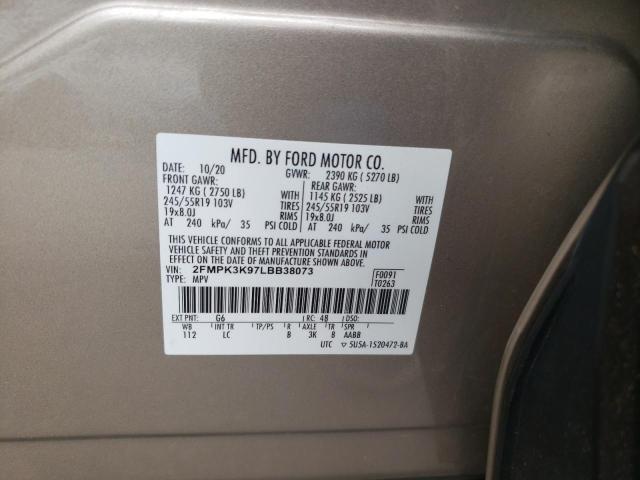 MFD. BY FORD MOTOR CO.
DATE: 10/20 GVWR: 2390 KG ( 5270 LB)
FRONT GAWR: REAR GAWR:
1247 KG ( 2750 LB) WITH 1145 KG ( 2525 LB) WITH
245/55R19 103V TIRES 245/55R19 103V TIRES
19x8.0J RIMS 19x8.0J RIMS
AT 240 kPa/ 35 PSI COLD AT 240 kPa/ 35 PSI COLD
THIS VEHICLE CONFORMS TO ALL APPLICABLE FEDERAL MOTOR
VEHICLE SAFETY AND THEFT PREVENTION STANDARDS IN
EFFECT ON THE DATE OF MANUFACTURE SHOWN ABOVE.
VIN: 2FMPK3K97LBB38073 F0091
TYPE: MPV T0263
EXT PNT: G6 RC: 48 DSO:
WB INT TR TP/PS R AXLE TR SPR
112 LC B 3K 8 AABB
UTC ▽ 5U5A-1520472-BA